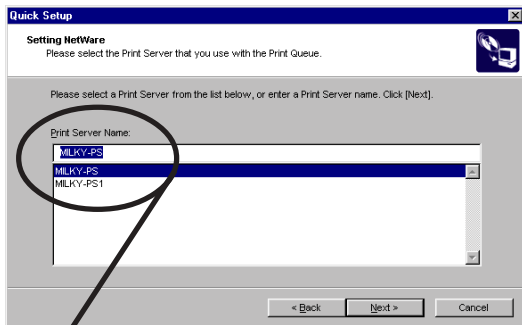 Quick Setup
Setting NetWare
Please select the Print Server that you use with the Print Queue.
Please select a Print Server from the list below, or enter a Print Server name. Click [Next].
Print Server Name:
MILKY-PS
MILKY-PS
MILKY-PS1
« Back Next » Cancel